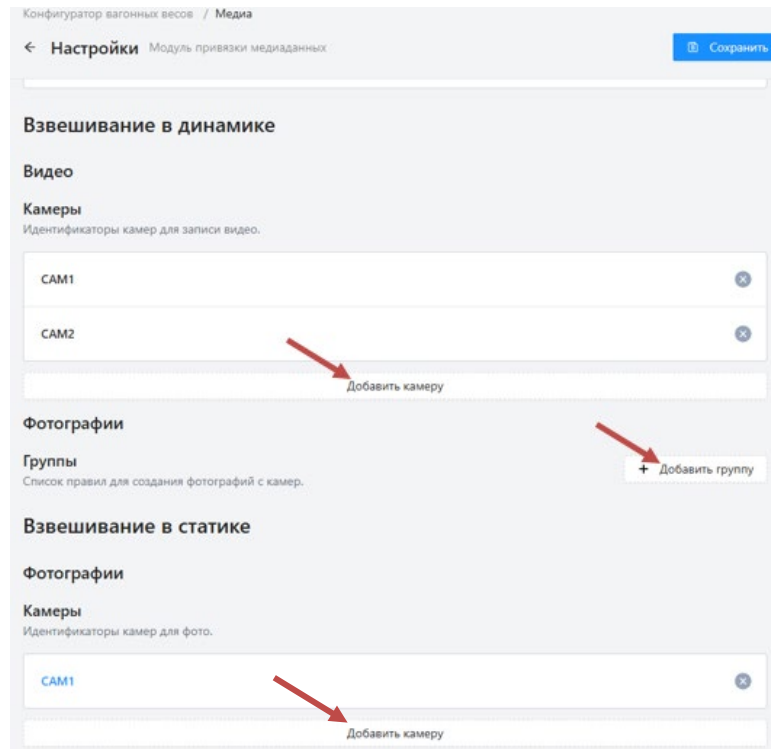 Конфигуратор вагонных весов / Медиа
← Настройки Модуль привязки медиаданных Сохранить
Взвешивание в динамике
Видео
Камеры
Идентификаторы камер для записи видео.
CAM1
CAM2
Добавить камеру
Фотографии
Группы
Список правил для создания фотографий с камер.
+ Добавить группу
Взвешивание в статике
Фотографии
Камеры
Идентификаторы камер для фото.
CAM1
Добавить камеру